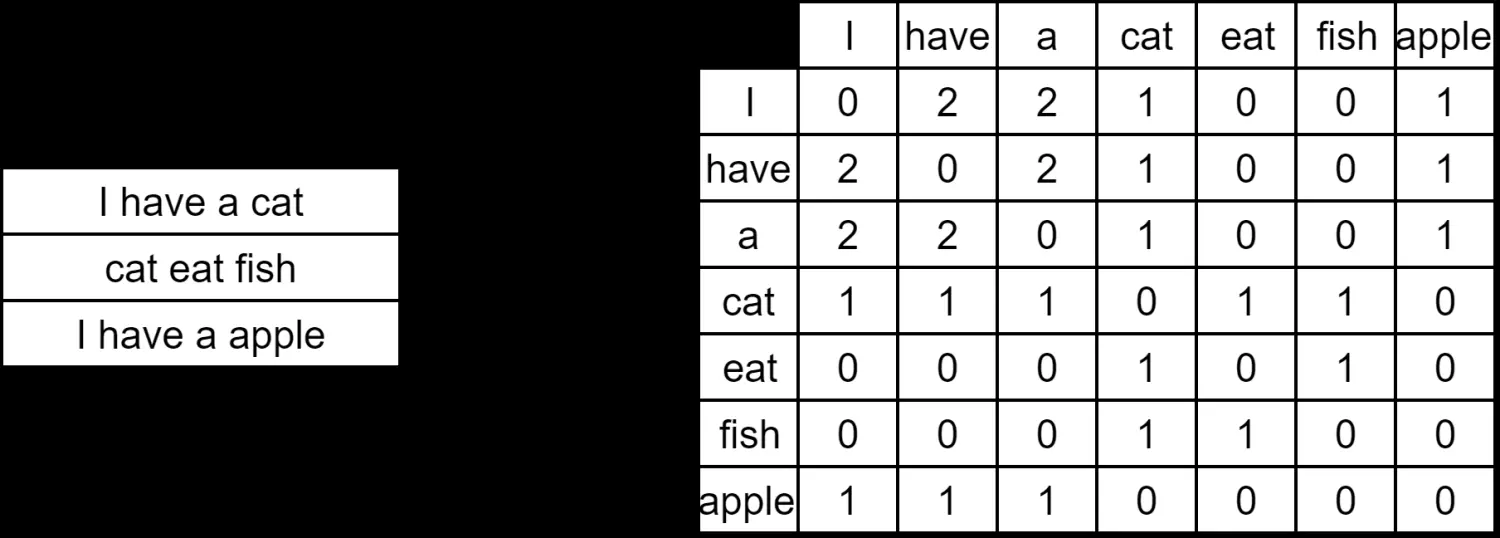 I have a cat
cat eat fish
I have a apple
I have a cat eat fish apple
I 0 2 2 1 0 0 1
have 2 0 2 1 0 0 1
a 2 2 0 1 0 0 1
cat 1 1 1 0 1 1 0
eat 0 0 0 1 0 1 0
fish 0 0 0 1 1 0 0
apple 1 1 1 0 0 0 0